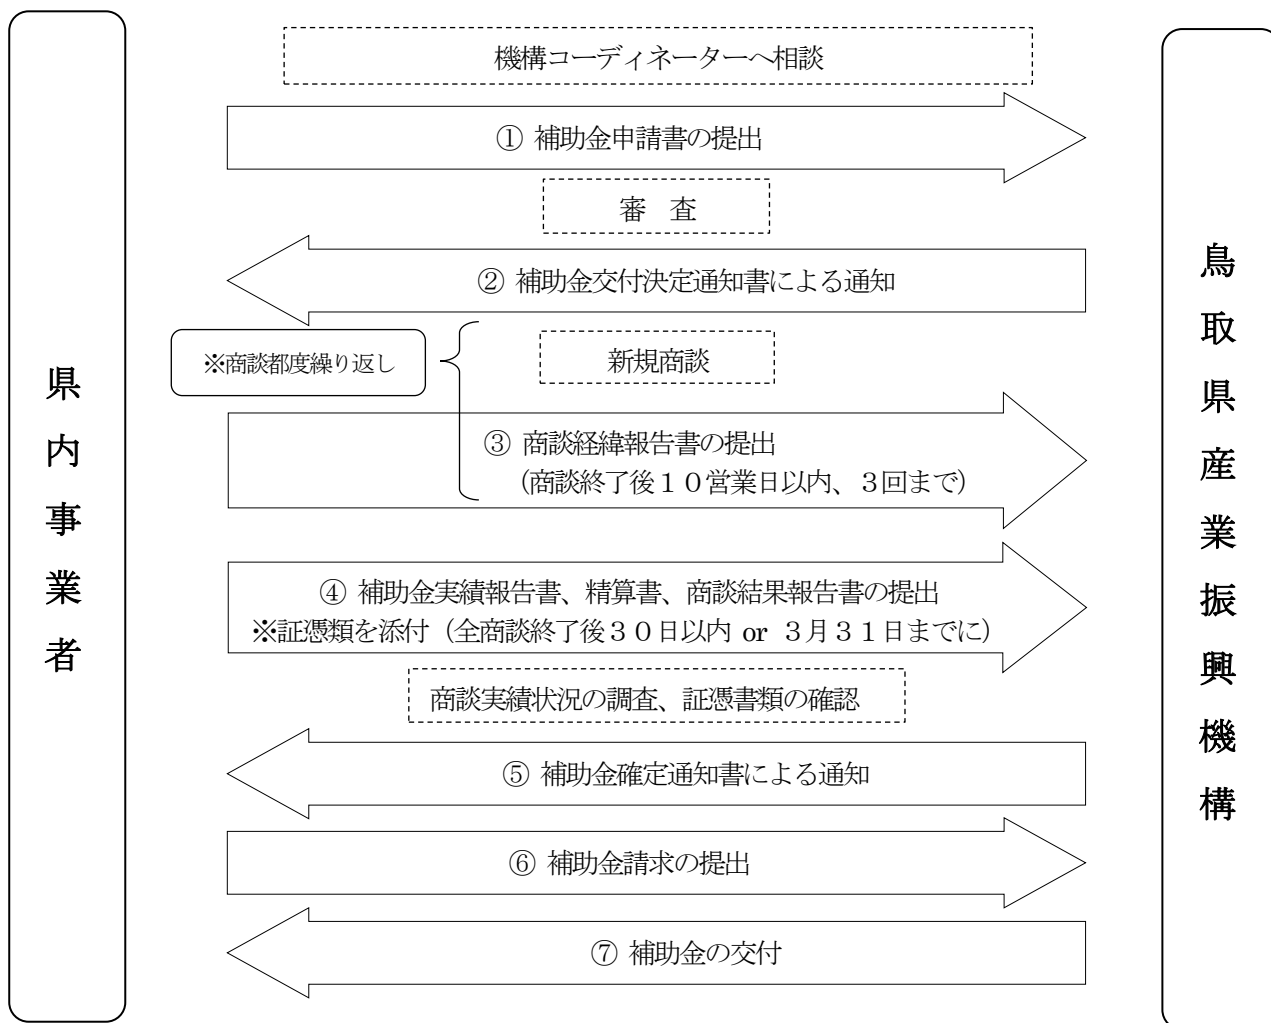 機構コーディネーターへ相談
① 補助金申請書の提出
審　査
② 補助金交付決定通知書による通知
※商談都度繰り返し
新規商談
③ 商談経緯報告書の提出
（商談終了後１０営業日以内、３回まで）
④ 補助金実績報告書、精算書、商談結果報告書の提出
※証憑類を添付（全商談終了後３０日以内 or ３月３１日までに）
商談実績状況の調査、証憑書類の確認
⑤ 補助金確定通知書による通知
⑥ 補助金請求の提出
⑦ 補助金の交付
県内事業者
鳥取県産業振興機構